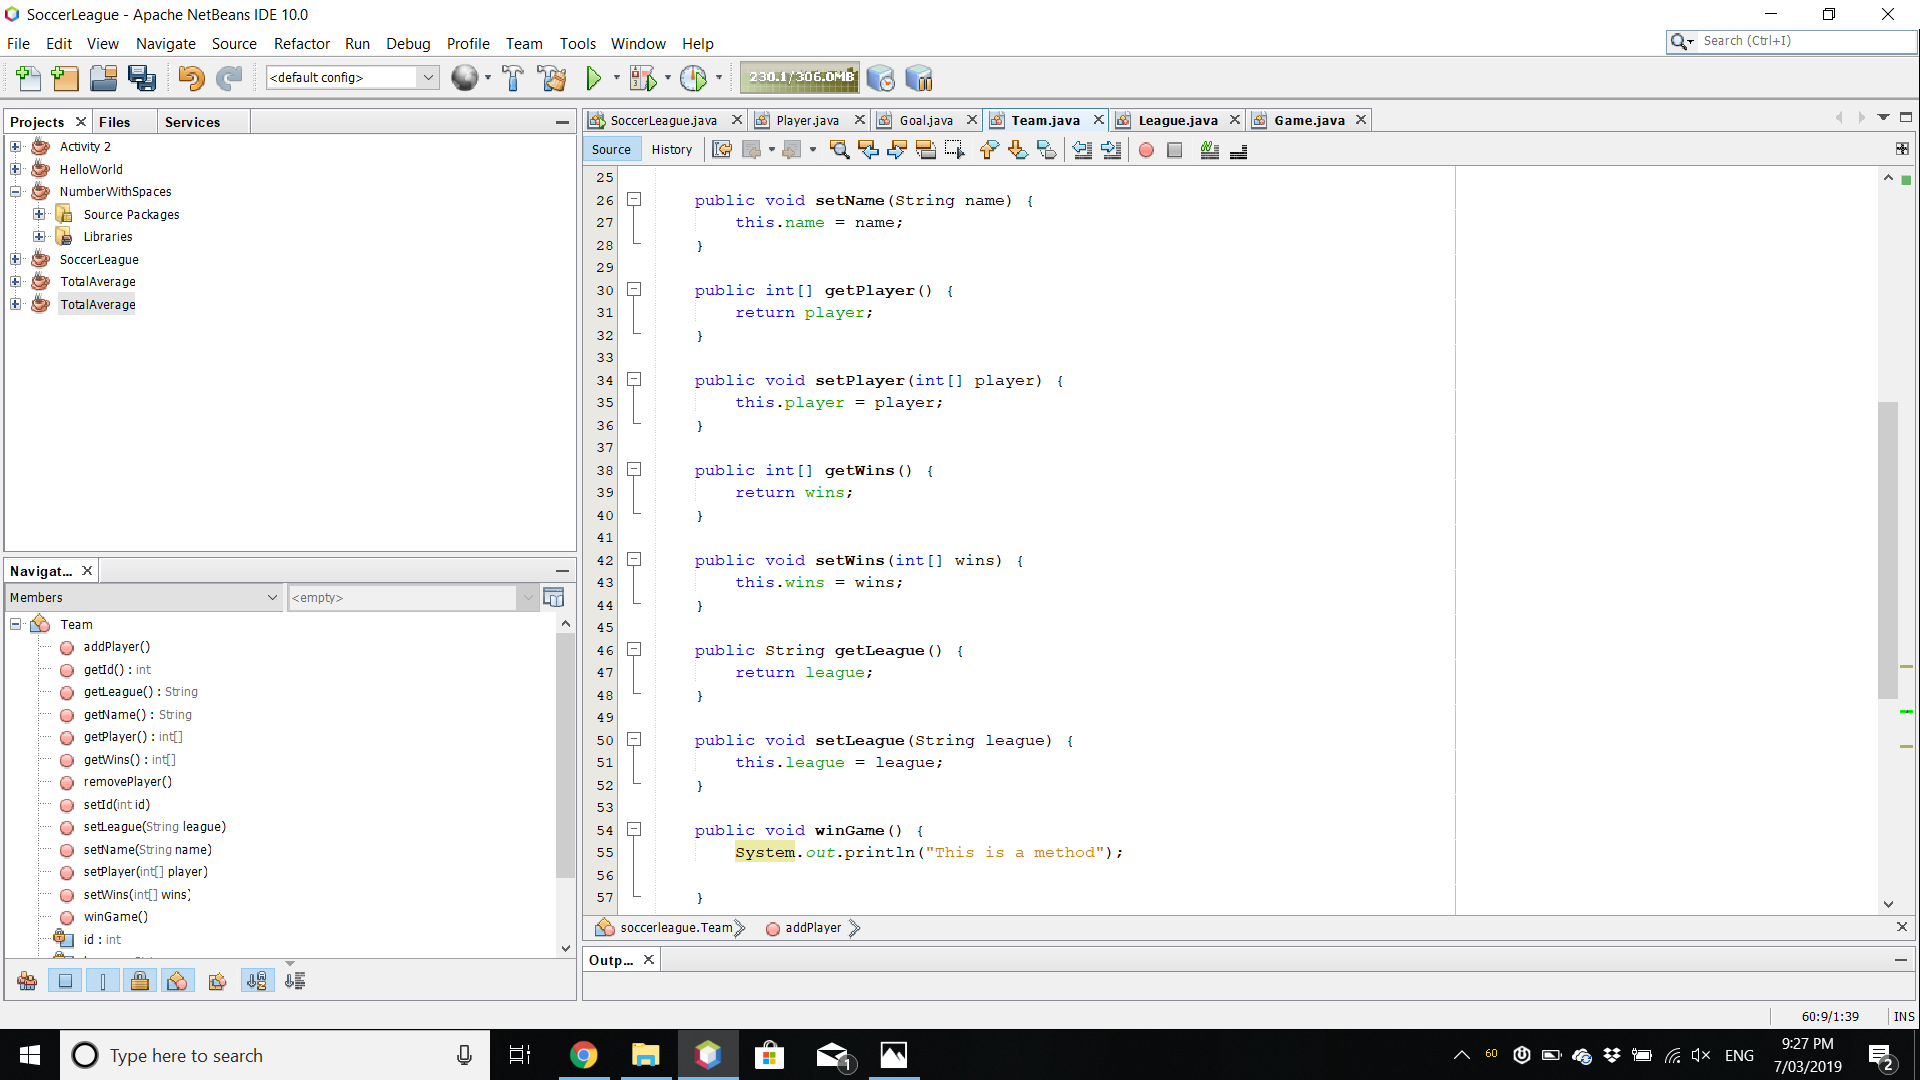 SoccerLeague - Apache NetBeans IDE 10.0
File Edit View Navigate Source Refactor Run Debug Profile Team Tools Window Help
Search (Ctrl+I)
<default config>
230.1/306.0MB
Projects Files Services
Activity 2
HelloWorld
NumberWithSpaces
Source Packages
Libraries
SoccerLeague
TotalAverage
TotalAverage
Navigat...
Members
<empty>
Team
addPlayer()
getId() : int
getLeague() : String
getName() : String
getPlayer() : int[]
getWins() : int[]
removePlayer()
setId(int id)
setLeague(String league)
setName(String name)
setPlayer(int[] player)
setWins(int[] wins)
winGame()
id : int
SoccerLeague.java Player.java Goal.java Team.java League.java Game.java
Source History
25
26 public void setName(String name) {
27 this.name = name;
28 }
29
30 public int[] getPlayer() {
31 return player;
32 }
33
34 public void setPlayer(int[] player) {
35 this.player = player;
36 }
37
38 public int[] getWins() {
39 return wins;
40 }
41
42 public void setWins(int[] wins) {
43 this.wins = wins;
44 }
45
46 public String getLeague() {
47 return league;
48 }
49
50 public void setLeague(String league) {
51 this.league = league;
52 }
53
54 public void winGame() {
55 System.out.println("This is a method");
56
57 }
soccerleague.Team addPlayer
Outp...
60:9/1:39 INS
Type here to search
1
60
ENG
9:27 PM
7/03/2019
2